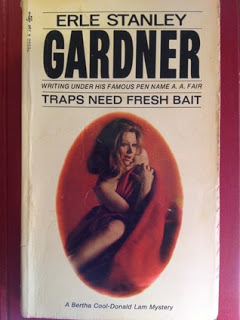 ERLE STANLEY
GARDNER
WRITING UNDER HIS FAMOUS PEN NAME A. A. FAIR
TRAPS NEED FRESH BAIT
A Bertha Cool-Donald Lam Mystery